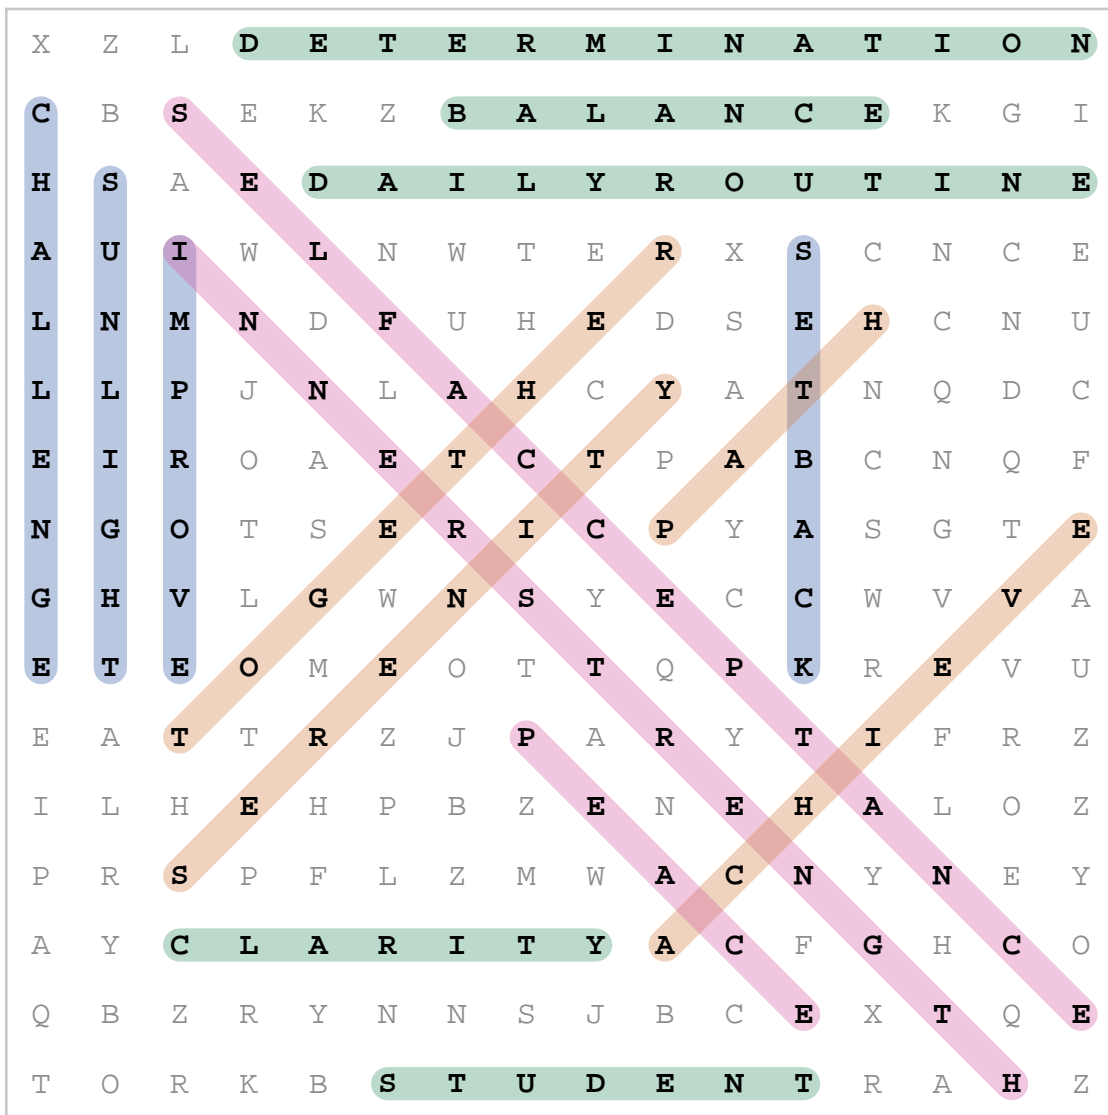 X Z L D E T E R M I N A T I O N
C B S E K Z B A L A N C E K G I
H S A E D A I L Y R O U T I N E
A U I W L N W T E R X S C N C E
L N M N D F U H E D S E H C N U
L L P J N L A H C Y A T N Q D C
E I R O A E T C T P A B C N Q F
N G O T S E R I C P Y A S G T E
G H V L G W N S Y E C C W V V A
E T E O M E O T T Q P K R E V U
E A T T R Z J P A R Y T I F R Z
I L H E H P B Z E N E H A L O Z
P R S P F L Z M W A C N Y N E Y
A Y C L A R I T Y A C F G H C O
Q B Z R Y N N S J B C E X T Q E
T O R K B S T U D E N T R A H Z